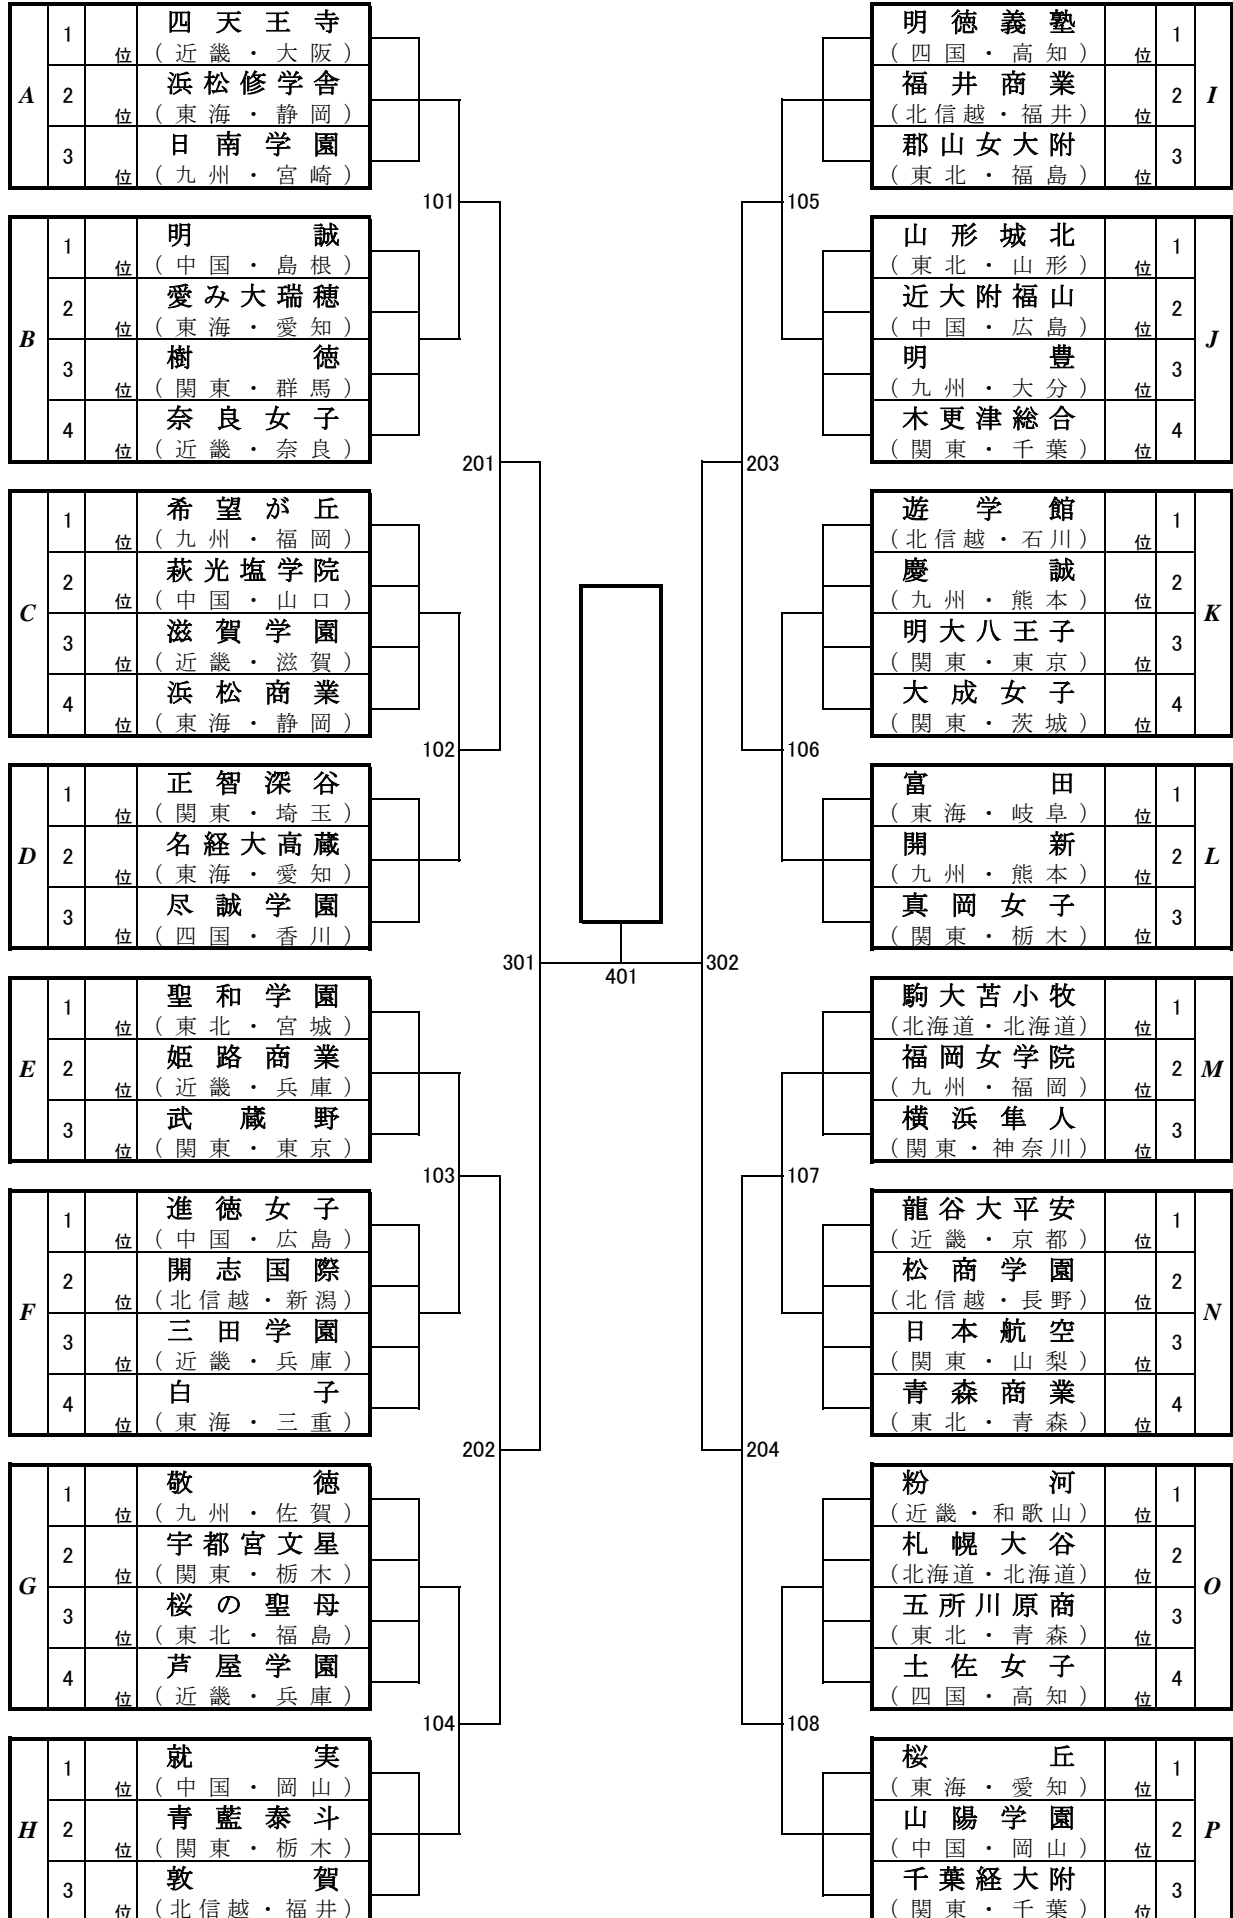 A
1 位 四天王寺
(近畿・大阪)
2 位 浜松修学舎
(東海・静岡)
3 位 日南学園
(九州・宮崎)
101
B
1 位 明誠
(中国・島根)
2 位 愛み大瑞穂
(東海・愛知)
3 位 樹徳
(関東・群馬)
4 位 奈良女子
(近畿・奈良)
201
C
1 位 希望が丘
(九州・福岡)
2 位 萩光塩学院
(中国・山口)
3 位 滋賀学園
(近畿・滋賀)
4 位 浜松商業
(東海・静岡)
102
D
1 位 正智深谷
(関東・埼玉)
2 位 名経大高蔵
(東海・愛知)
3 位 尽誠学園
(四国・香川)
301
E
1 位 聖和学園
(東北・宮城)
2 位 姫路商業
(近畿・兵庫)
3 位 武蔵野
(関東・東京)
103
F
1 位 進徳女子
(中国・広島)
2 位 開志国際
(北信越・新潟)
3 位 三田学園
(近畿・兵庫)
4 位 白子
(東海・三重)
202
G
1 位 敬徳
(九州・佐賀)
2 位 宇都宮文星
(関東・栃木)
3 位 桜の聖母
(東北・福島)
4 位 芦屋学園
(近畿・兵庫)
104
H
1 位 就実
(中国・岡山)
2 位 青藍泰斗
(関東・栃木)
3 位 敦賀
(北信越・福井)
401
明徳義塾 位 1
(四国・高知)
福井商業 位 2
(北信越・福井)
郡山女大附 位 3
(東北・福島)
I
105
山形城北 位 1
(東北・山形)
近大附福山 位 2
(中国・広島)
明豊 位 3
(九州・大分)
木更津総合 位 4
(関東・千葉)
J
203
遊学館 位 1
(北信越・石川)
慶誠 位 2
(九州・熊本)
明大八王子 位 3
(関東・東京)
大成女子 位 4
(関東・茨城)
K
106
富田 位 1
(東海・岐阜)
開新 位 2
(九州・熊本)
真岡女子 位 3
(関東・栃木)
L
302
駒大苫小牧 位 1
(北海道・北海道)
福岡女学院 位 2
(九州・福岡)
横浜隼人 位 3
(関東・神奈川)
M
107
龍谷大平安 位 1
(近畿・京都)
松商学園 位 2
(北信越・長野)
日本航空 位 3
(関東・山梨)
青森商業 位 4
(東北・青森)
N
204
粉河 位 1
(近畿・和歌山)
札幌大谷 位 2
(北海道・北海道)
五所川原商 位 3
(東北・青森)
土佐女子 位 4
(四国・高知)
O
108
桜丘 位 1
(東海・愛知)
山陽学園 位 2
(中国・岡山)
千葉経大附 位 3
(関東・千葉)
P